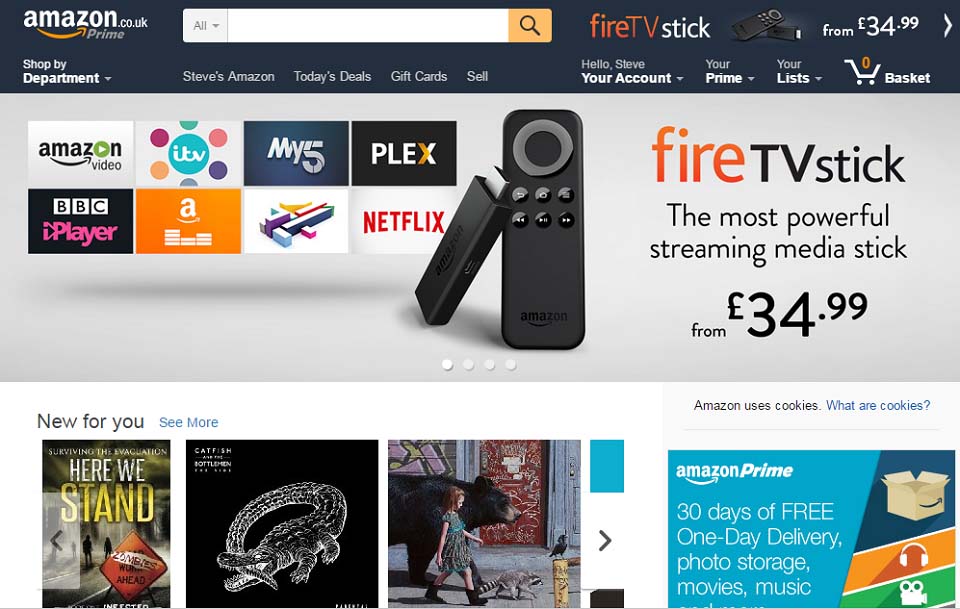 amazon.co.uk
Prime
All
fireTVstick
from £34.99
Shop by
Department
Steve's Amazon
Today's Deals
Gift Cards
Sell
Hello, Steve
Your Account
Your
Prime
Your
Lists
0
Basket
amazon
video
itv
My5
PLEX
BBC
iPlayer
a
NETFLIX
amazon
amazon
fireTVstick
The most powerful
streaming media stick
from £34.99
New for you
See More
Amazon uses cookies. What are cookies?
SURVIVING THE EVACUATION
HERE WE
STAND
ZOMBIES
AHEAD
INFECTED
CATFISH
AND THE
BOTTLEMEN
THE RIDE
PARENTAL
amazonPrime
30 days of FREE
One-Day Delivery,
photo storage,
movies, music